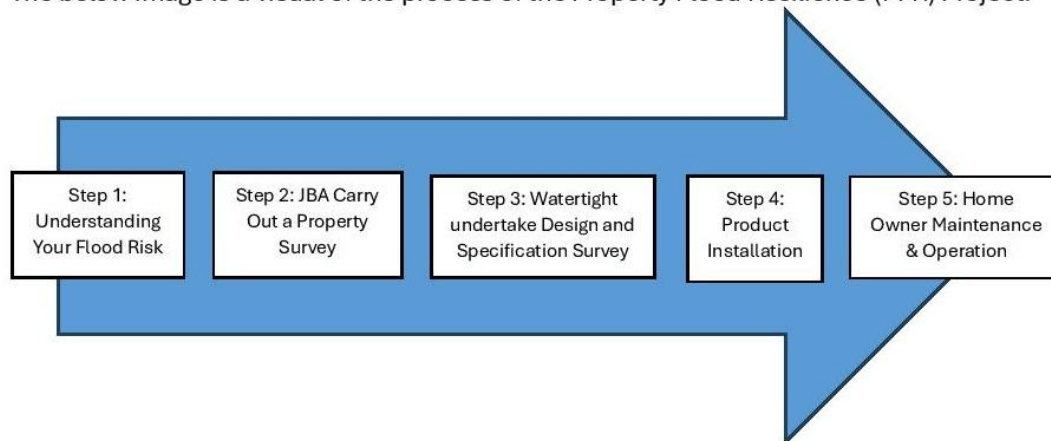 The below image is a visual of the process of the Property Flood Resilience (PFR) Project.
Step 1:
Understanding
Your Flood Risk
Step 2: JBA Carry
Out a Property
Survey
Step 3: Watertight
undertake Design and
Specification Survey
Step 4:
Product
Installation
Step 5: Home
Owner Maintenance
& Operation